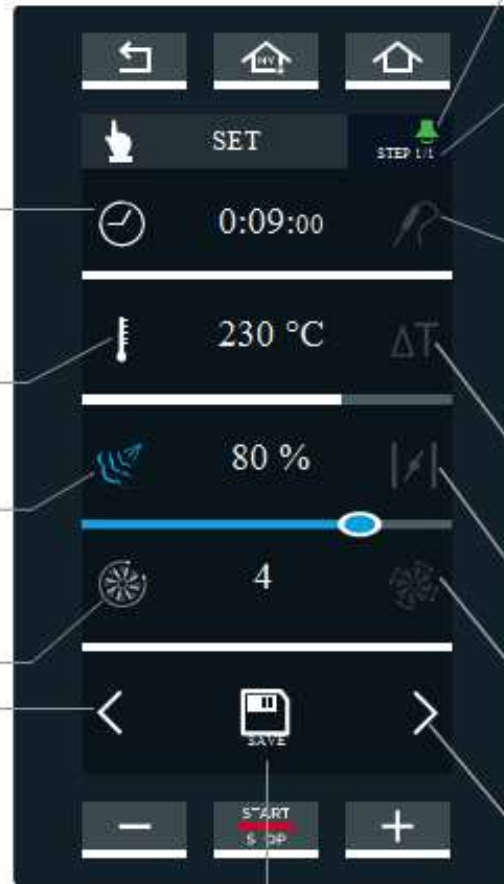 SET
STEP 1/1
0:09:00
ΔT
230 °C
80 %
4
SAVE
START
STOP